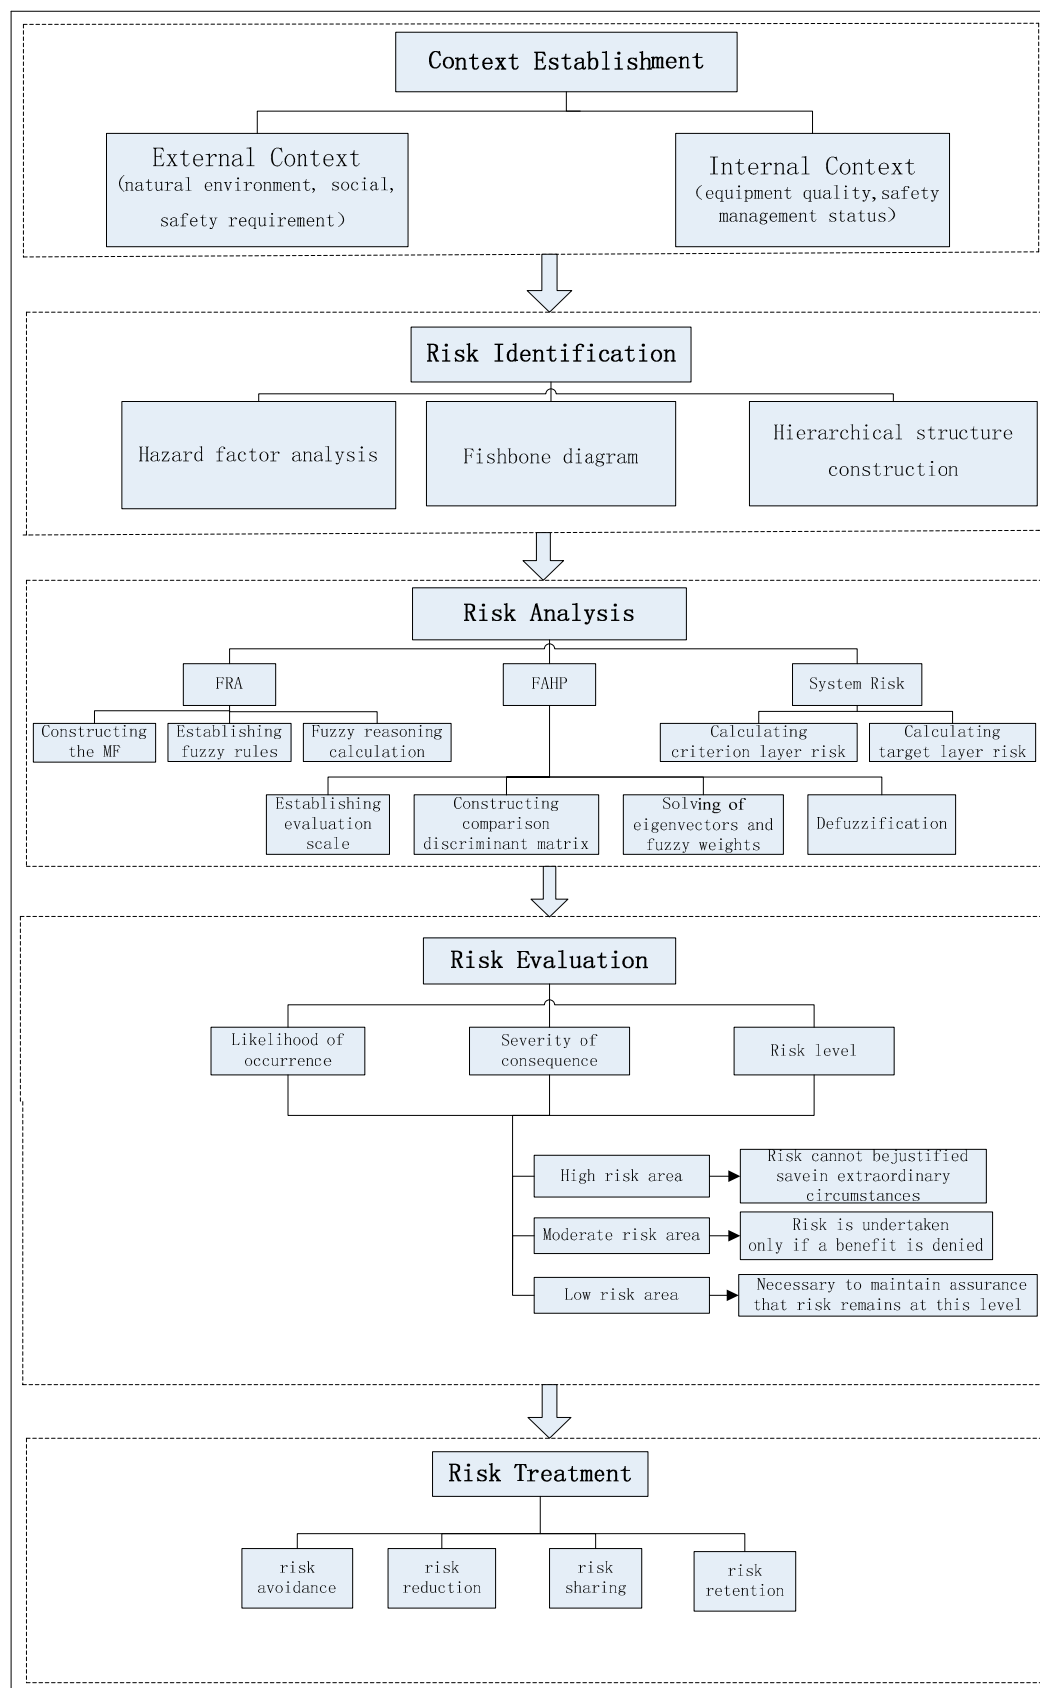 Context Establishment
External Context
(natural environment, social,
safety requirement)
Internal Context
(equipment quality,safety
management status)
Risk Identification
Hazard factor analysis
Fishbone diagram
Hierarchical structure
construction
Risk Analysis
FRA
FAHP
System Risk
Constructing
the MF
Establishing
fuzzy rules
Fuzzy reasoning
calculation
Calculating
criterion layer risk
Calculating
target layer risk
Establishing
evaluation
scale
Constructing
comparison
discriminant matrix
Solving of
eigenvectors and
fuzzy weights
Defuzzification
Risk Evaluation
Likelihood of
occurrence
Severity of
consequence
Risk level
High risk area
Risk cannot bejustified
savein extraordinary
circumstances
Moderate risk area
Risk is undertaken
only if a benefit is denied
Low risk area
Necessary to maintain assurance
that risk remains at this level
Risk Treatment
risk
avoidance
risk
reduction
risk
sharing
risk
retention